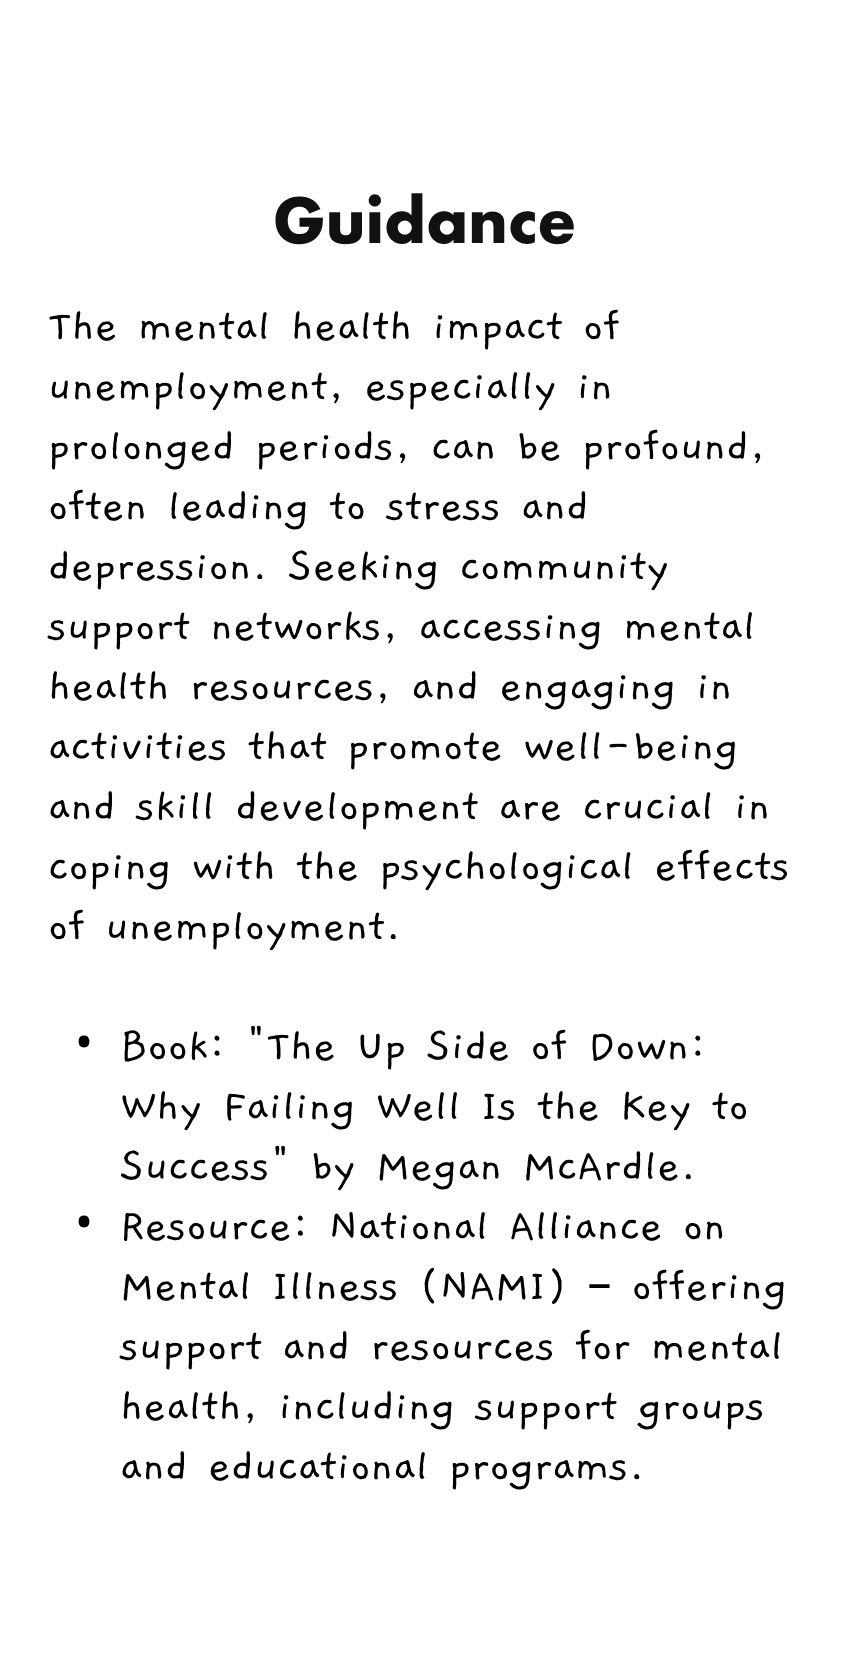 Guidance
The mental health impact of
unemployment, especially in
prolonged periods, can be profound,
often leading to stress and
depression. Seeking community
support networks, accessing mental
health resources, and engaging in
activities that promote well-being
and skill development are crucial in
coping with the psychological effects
of unemployment.
• Book: "The Up Side of Down:
Why Failing Well Is the Key to
Success" by Megan McArdle.
• Resource: National Alliance on
Mental Illness (NAMI) – offering
support and resources for mental
health, including support groups
and educational programs.